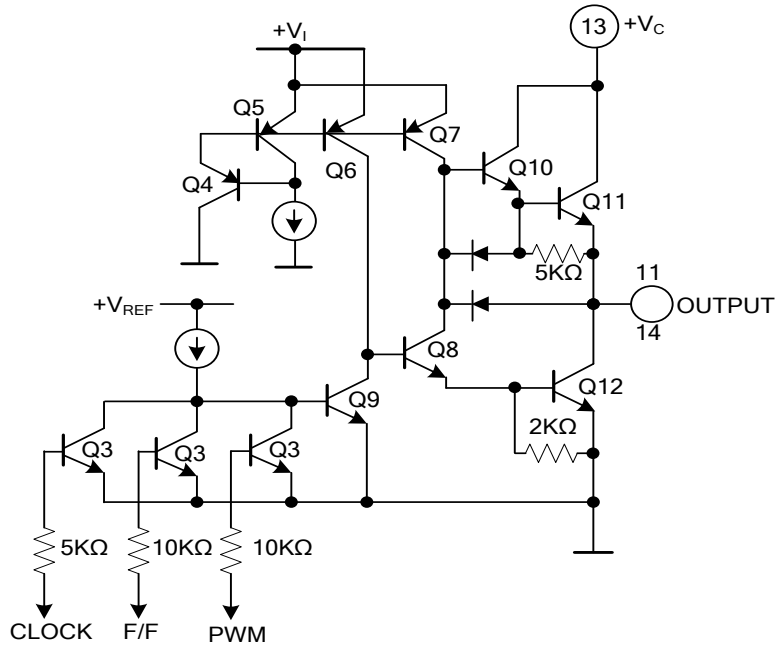 +VI
13
+VC
Q5
Q6
Q7
Q4
Q10
Q11
5KΩ
11
OUTPUT
14
+VREF
Q8
Q12
Q9
2KΩ
Q3
Q3
Q3
5KΩ
10KΩ
10KΩ
CLOCK
F/F
PWM